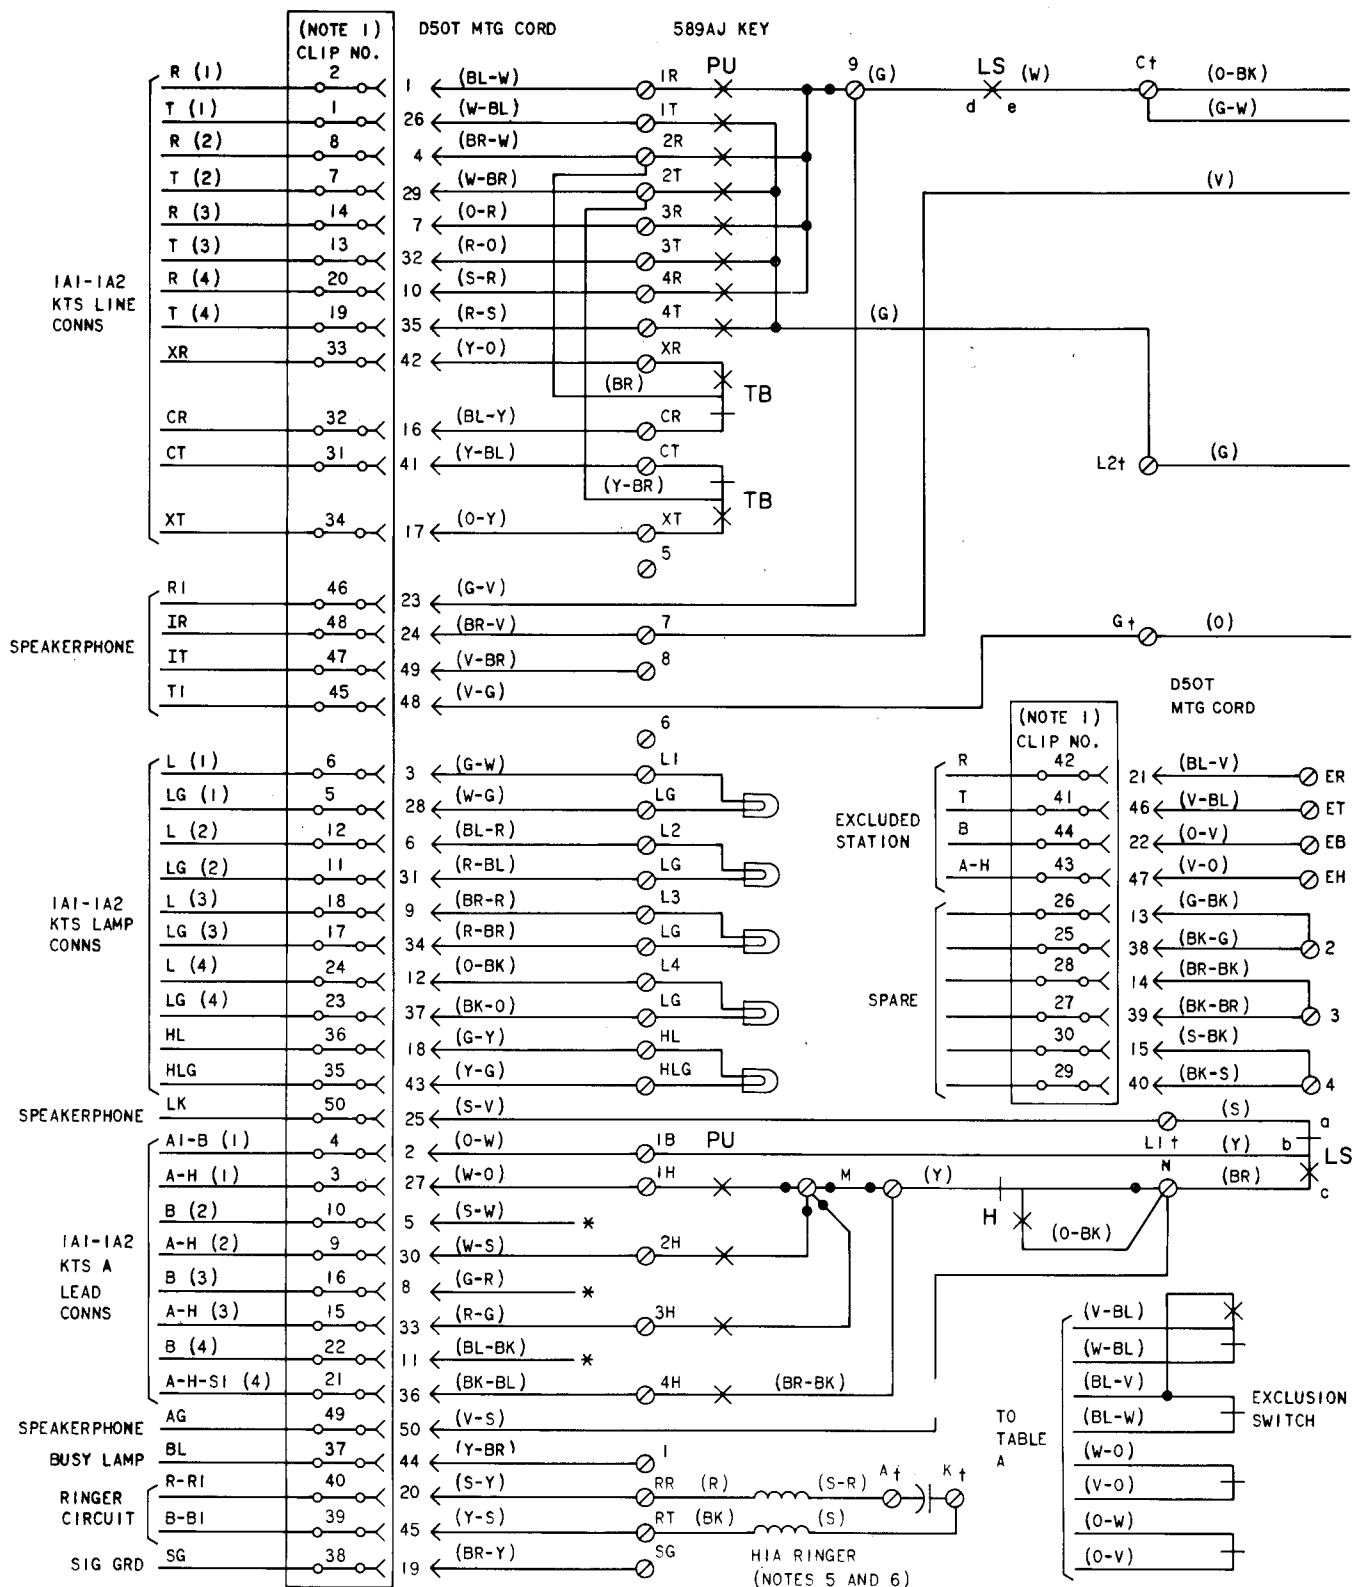 (NOTE 1)
CLIP NO.
D50T MTG CORD
589AJ KEY
R (1) 2 1 (BL-W) 1R PU 9 (G) LS (W) C† (O-BK)
d e
T (1) 1 26 (W-BL) 1T (G-W)
R (2) 8 4 (BR-W) 2R
T (2) 7 29 (W-BR) 2T (V)
R (3) 14 7 (O-R) 3R
T (3) 13 32 (R-O) 3T
R (4) 20 10 (S-R) 4R
T (4) 19 35 (R-S) 4T (G)
1A1-1A2
KTS LINE
CONNS
XR 33 42 (Y-O) XR
(BR) TB
CR 32 16 (BL-Y) CR
CT 31 41 (Y-BL) CT L2† (G)
(Y-BR) TB
XT 34 17 (O-Y) XT
5
R1 46 23 (G-V)
IR 48 24 (BR-V) 7 G† (O)
SPEAKERPHONE
IT 47 49 (V-BR) 8
T1 45 48 (V-G)
6
L (1) 6 3 (G-W) L1
LG (1) 5 28 (W-G) LG
L (2) 12 6 (BL-R) L2
LG (2) 11 31 (R-BL) LG
L (3) 18 9 (BR-R) L3
1A1-1A2
KTS LAMP
CONNS
LG (3) 17 34 (R-BR) LG
L (4) 24 12 (O-BK) L4
LG (4) 23 37 (BK-O) LG
HL 36 18 (G-Y) HL
HLG 35 43 (Y-G) HLG
D50T
MTG CORD
(NOTE 1)
CLIP NO.
R 42 21 (BL-V) ER
T 41 46 (V-BL) ET
EXCLUDED
STATION
B 44 22 (O-V) EB
A-H 43 47 (V-O) EH
26 13 (G-BK)
25 38 (BK-G) 2
28 14 (BR-BK)
SPARE
27 39 (BK-BR) 3
30 15 (S-BK)
29 40 (BK-S) 4
SPEAKERPHONE LK 50 25 (S-V) L1† (S) a
A1-B (1) 4 2 (O-W) 1B PU (Y) b LS
A-H (1) 3 27 (W-O) 1H M (Y) N (BR) c
H (O-BK)
B (2) 10 5 (S-W) *
A-H (2) 9 30 (W-S) 2H
1A1-1A2
KTS A
LEAD
CONNS
B (3) 16 8 (G-R) *
A-H (3) 15 33 (R-G) 3H
B (4) 22 11 (BL-BK) *
A-H-S1 (4) 21 36 (BK-BL) 4H (BR-BK)
SPEAKERPHONE AG 49 50 (V-S)
BUSY LAMP BL 37 44 (Y-BR) 1
R-R1 40 20 (S-Y) RR (R) (S-R) A† K†
RINGER
CIRCUIT
B-B1 39 45 (Y-S) RT (BK) (S)
SIG GRD SG 38 19 (BR-Y) SG
H1A RINGER
(NOTES 5 AND 6)
(V-BL)
(W-BL)
(BL-V)
(BL-W)
(W-O)
(V-O)
(O-W)
(O-V)
EXCLUSION
SWITCH
TO
TABLE
A